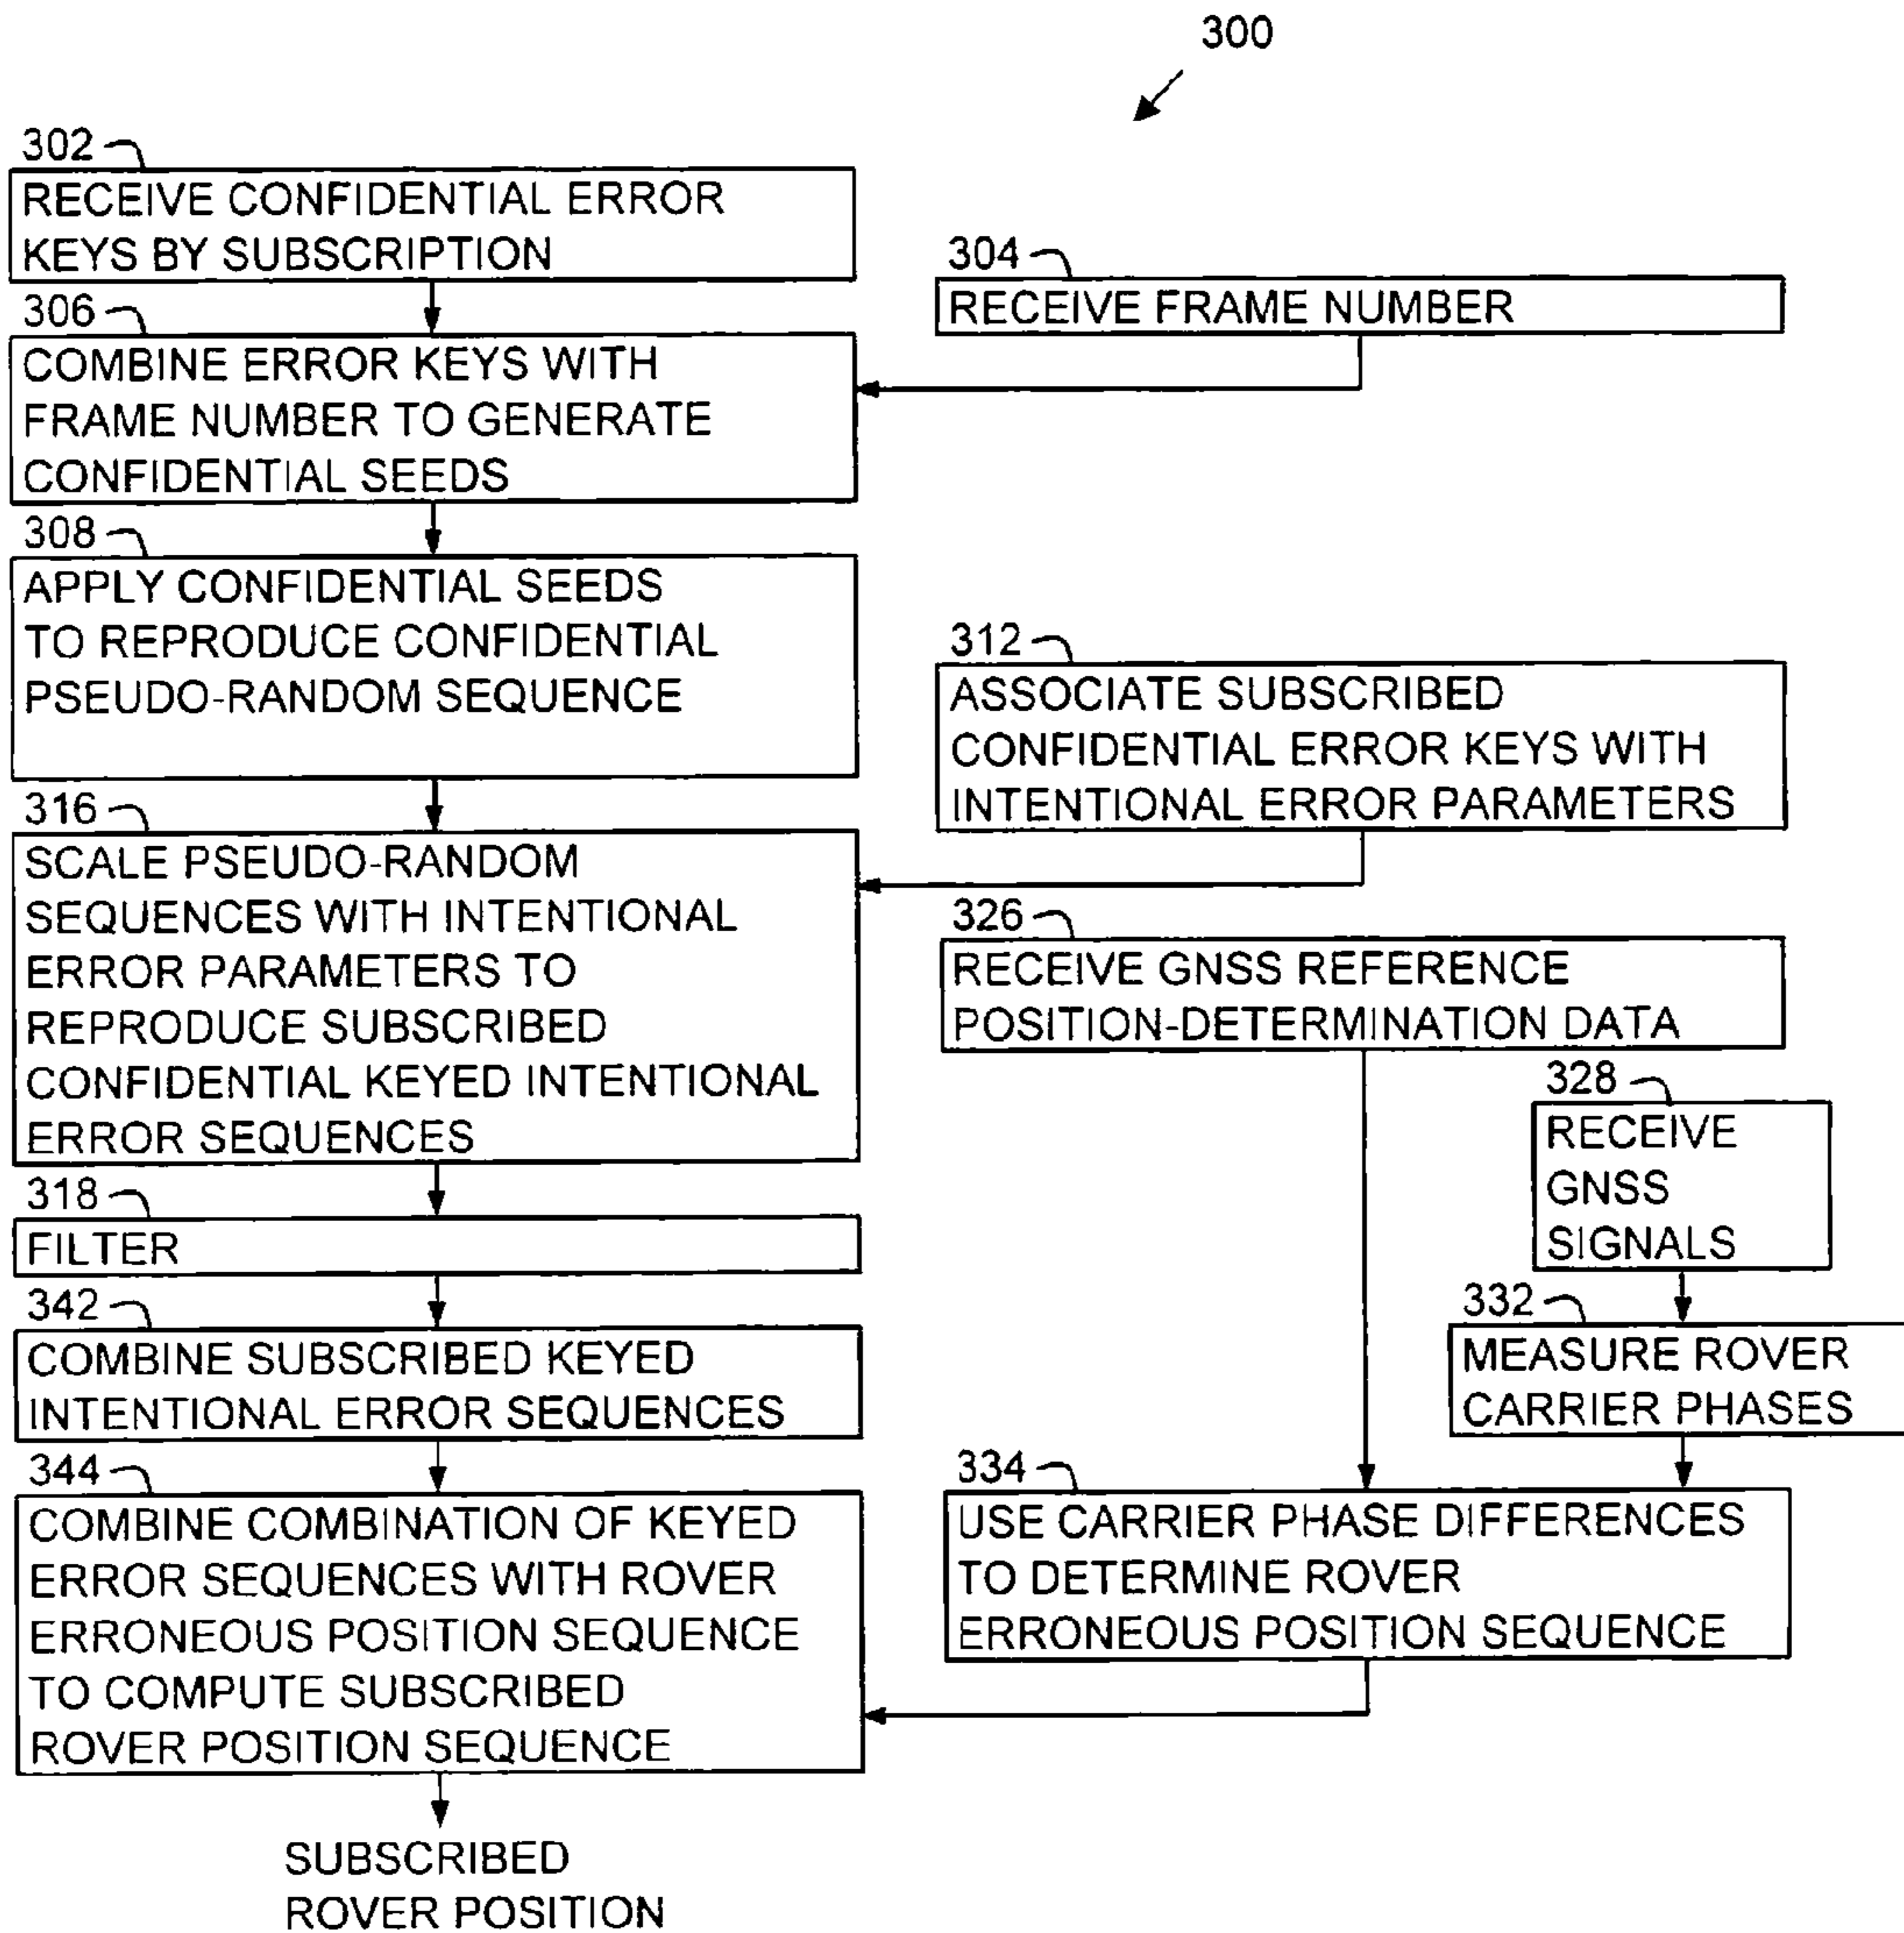 300
302
RECEIVE CONFIDENTIAL ERROR
KEYS BY SUBSCRIPTION
304
RECEIVE FRAME NUMBER
306
COMBINE ERROR KEYS WITH
FRAME NUMBER TO GENERATE
CONFIDENTIAL SEEDS
308
APPLY CONFIDENTIAL SEEDS
TO REPRODUCE CONFIDENTIAL
PSEUDO-RANDOM SEQUENCE
312
ASSOCIATE SUBSCRIBED
CONFIDENTIAL ERROR KEYS WITH
INTENTIONAL ERROR PARAMETERS
316
SCALE PSEUDO-RANDOM
SEQUENCES WITH INTENTIONAL
ERROR PARAMETERS TO
REPRODUCE SUBSCRIBED
CONFIDENTIAL KEYED INTENTIONAL
ERROR SEQUENCES
326
RECEIVE GNSS REFERENCE
POSITION-DETERMINATION DATA
328
RECEIVE
GNSS
SIGNALS
318
FILTER
332
MEASURE ROVER
CARRIER PHASES
342
COMBINE SUBSCRIBED KEYED
INTENTIONAL ERROR SEQUENCES
334
USE CARRIER PHASE DIFFERENCES
TO DETERMINE ROVER
ERRONEOUS POSITION SEQUENCE
344
COMBINE COMBINATION OF KEYED
ERROR SEQUENCES WITH ROVER
ERRONEOUS POSITION SEQUENCE
TO COMPUTE SUBSCRIBED
ROVER POSITION SEQUENCE
SUBSCRIBED
ROVER POSITION